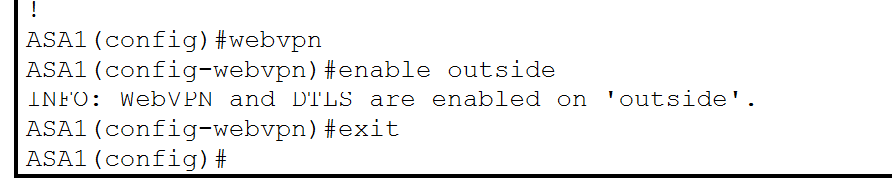 !
ASA1(config)#webvpn
ASA1(config-webvpn)#enable outside
INFO: WebVPN and DTLS are enabled on 'outside'.
ASA1(config-webvpn)#exit
ASA1(config)#